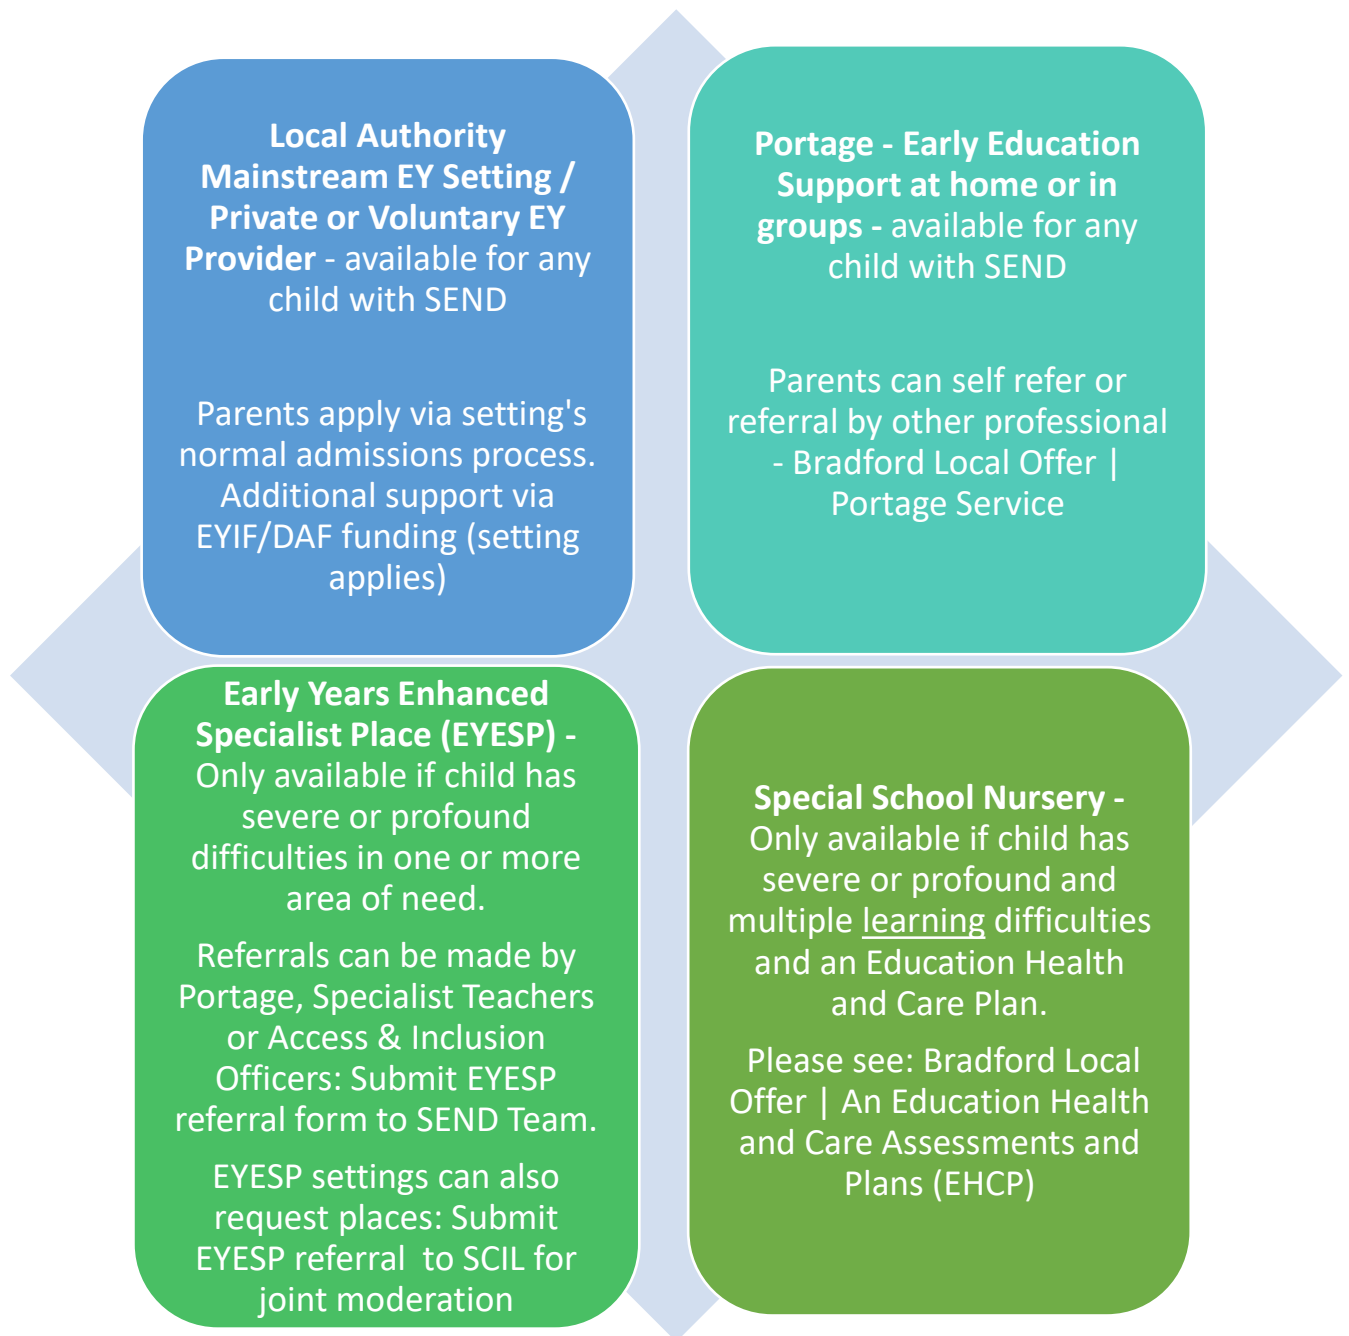 Local Authority
Mainstream EY Setting /
Private or Voluntary EY
Provider - available for any
child with SEND
Parents apply via setting's
normal admissions process.
Additional support via
EYIF/DAF funding (setting
applies)
Portage - Early Education
Support at home or in
groups - available for any
child with SEND
Parents can self refer or
referral by other professional
- Bradford Local Offer |
Portage Service
Early Years Enhanced
Specialist Place (EYESP) -
Only available if child has
severe or profound
difficulties in one or more
area of need.
Referrals can be made by
Portage, Specialist Teachers
or Access & Inclusion
Officers: Submit EYESP
referral form to SEND Team.
EYESP settings can also
request places: Submit
EYESP referral  to SCIL for
joint moderation
Special School Nursery -
Only available if child has
severe or profound and
multiple learning difficulties
and an Education Health
and Care Plan.
Please see: Bradford Local
Offer | An Education Health
and Care Assessments and
Plans (EHCP)